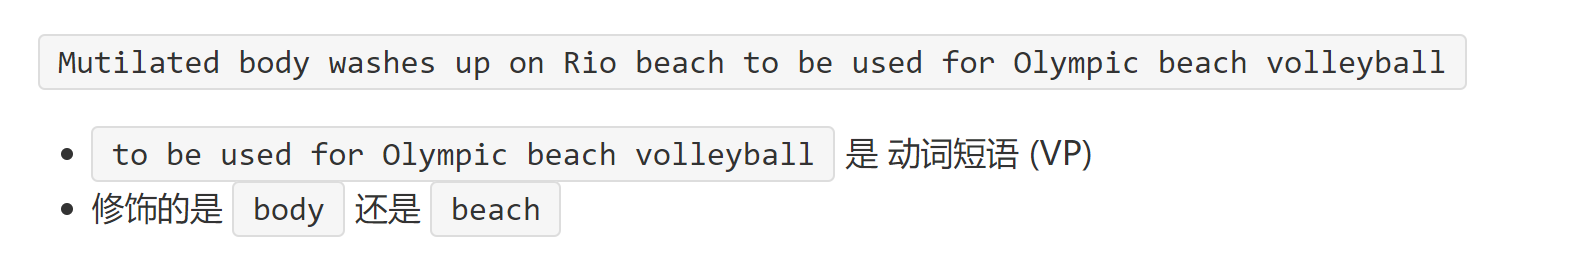 Mutilated body washes up on Rio beach to be used for Olympic beach volleyball
to be used for Olympic beach volleyball 是 动词短语 (VP)
修饰的是 body 还是 beach